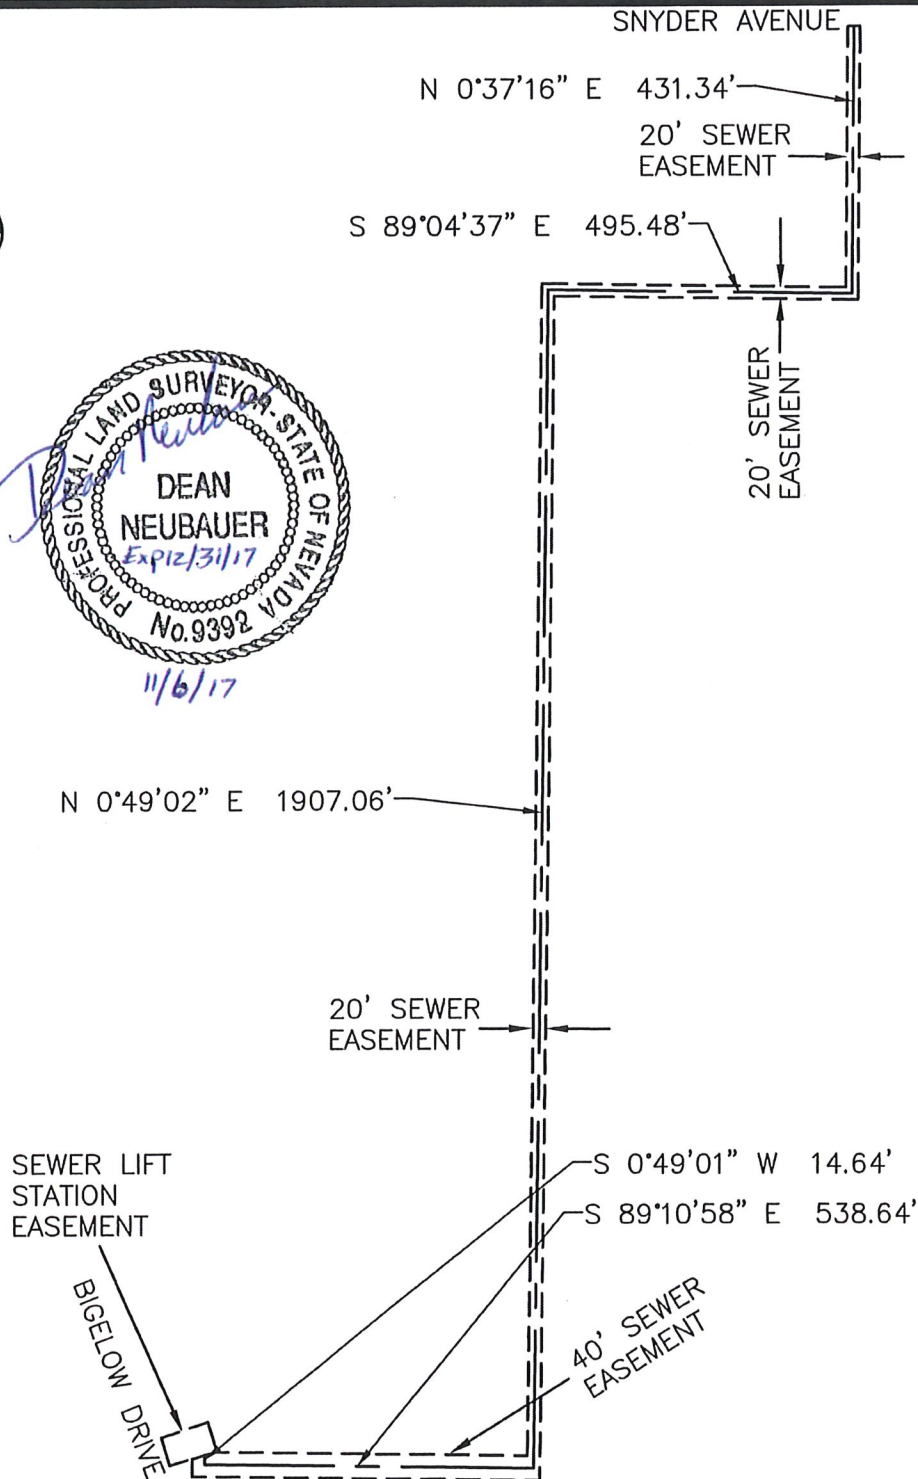 SNYDER AVENUE
N 0°37'16" E 431.34'
20' SEWER
EASEMENT
S 89°04'37" E 495.48'
20' SEWER
EASEMENT
PROFESSIONAL LAND SURVEYOR-STATE OF NEVADA
Dean Neubauer
DEAN
NEUBAUER
Exp12/31/17
No.9392
11/6/17
N 0°49'02" E 1907.06'
20' SEWER
EASEMENT
SEWER LIFT
STATION
EASEMENT
S 0°49'01" W 14.64'
S 89°10'58" E 538.64'
BIGELOW DRIVE
40' SEWER
EASEMENT